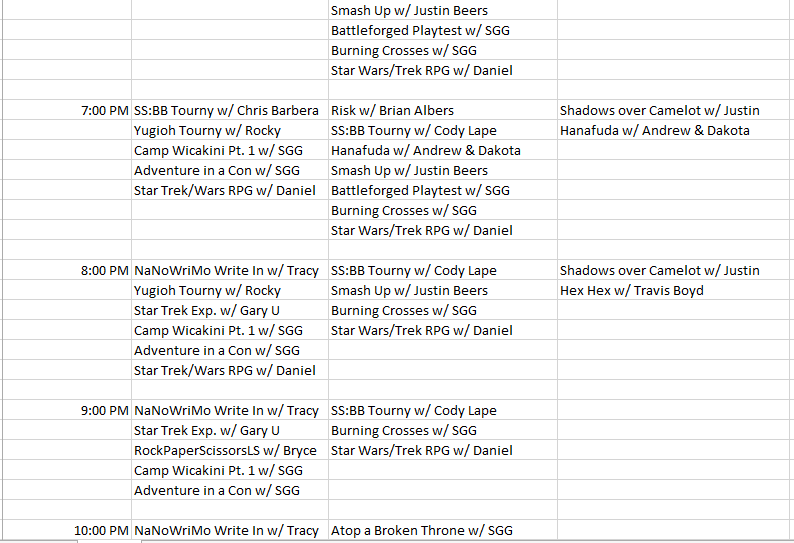 Smash Up w/ Justin Beers
Battleforged Playtest w/ SGG
Burning Crosses w/ SGG
Star Wars/Trek RPG w/ Daniel
7:00 PM SS:BB Tourny w/ Chris Barbera Risk w/ Brian Albers Shadows over Camelot w/ Justin
Yugioh Tourny w/ Rocky SS:BB Tourny w/ Cody Lape Hanafuda w/ Andrew & Dakota
Camp Wicakini Pt. 1 w/ SGG Hanafuda w/ Andrew & Dakota
Adventure in a Con w/ SGG Smash Up w/ Justin Beers
Star Trek/Wars RPG w/ Daniel Battleforged Playtest w/ SGG
Burning Crosses w/ SGG
Star Wars/Trek RPG w/ Daniel
8:00 PM NaNoWriMo Write In w/ Tracy SS:BB Tourny w/ Cody Lape Shadows over Camelot w/ Justin
Yugioh Tourny w/ Rocky Smash Up w/ Justin Beers Hex Hex w/ Travis Boyd
Star Trek Exp. w/ Gary U Burning Crosses w/ SGG
Camp Wicakini Pt. 1 w/ SGG Star Wars/Trek RPG w/ Daniel
Adventure in a Con w/ SGG
Star Trek/Wars RPG w/ Daniel
9:00 PM NaNoWriMo Write In w/ Tracy SS:BB Tourny w/ Cody Lape
Star Trek Exp. w/ Gary U Burning Crosses w/ SGG
RockPaperScissorsLS w/ Bryce Star Wars/Trek RPG w/ Daniel
Camp Wicakini Pt. 1 w/ SGG
Adventure in a Con w/ SGG
10:00 PM NaNoWriMo Write In w/ Tracy Atop a Broken Throne w/ SGG